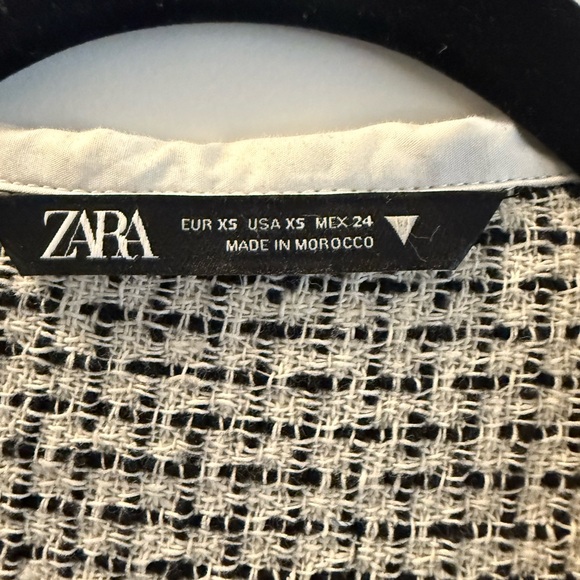 ZARA
EUR XS USA XS MEX 24
MADE IN MOROCCO